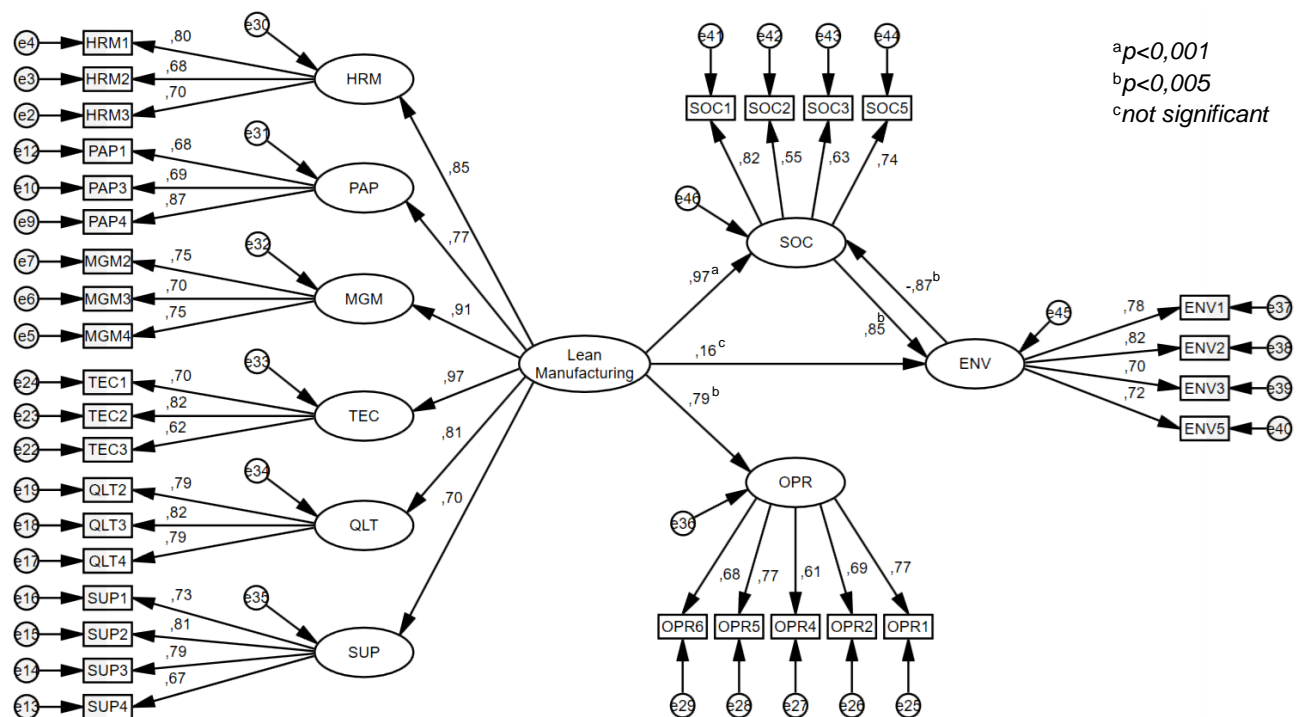 e30
e4 HRM1 ,80
e3 HRM2 ,68 HRM
e2 HRM3 ,70
e31
e12 PAP1 ,68
e10 PAP3 ,69 PAP
e9 PAP4 ,87
e32
e7 MGM2 ,75
e6 MGM3 ,70 MGM
e5 MGM4 ,75
e33
e24 TEC1 ,70
e23 TEC2 ,82 TEC
e22 TEC3 ,62
e34
e19 QLT2 ,79
e18 QLT3 ,82 QLT
e17 QLT4 ,79
e35
e16 SUP1 ,73
e15 SUP2 ,81
e14 SUP3 ,79 SUP
e13 SUP4 ,67
,85
,77
,91
,97
,81
,70
Lean
Manufacturing
,97a
,16c
,79b
e41 e42 e43 e44
SOC1 SOC2 SOC3 SOC5
,82 ,55 ,63 ,74
e46
SOC
-,87b
,85b
e45
ENV
,78 ENV1 e37
,82 ENV2 e38
,70 ENV3 e39
,72 ENV5 e40
OPR
e36
,68 ,77 ,61 ,69 ,77
OPR6 OPR5 OPR4 OPR2 OPR1
e29 e28 e27 e26 e25
ap<0,001
bp<0,005
cnot significant